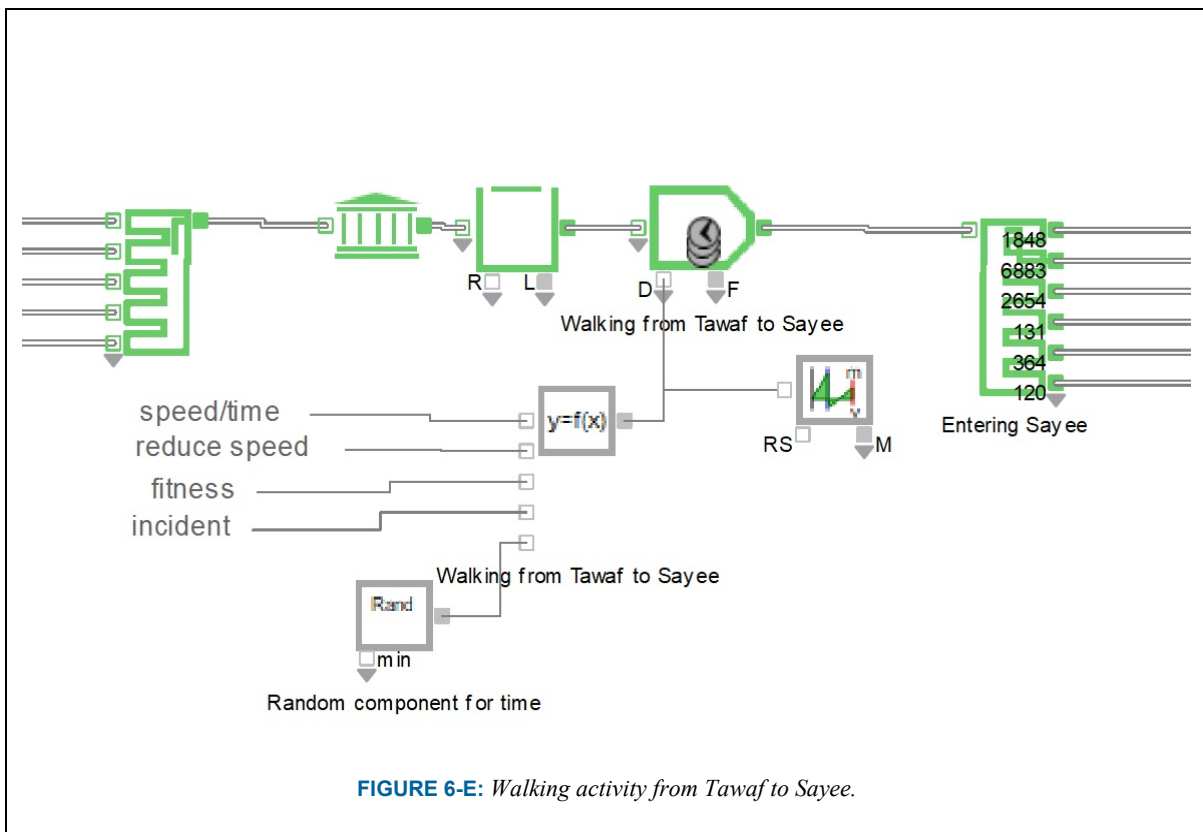 1848
6883
2654
131
364
120
R
L
D
F
Walking from Tawaf to Sayee
Entering Sayee
m
v
RS
M
y=f(x)
speed/time
reduce speed
fitness
incident
Walking from Tawaf to Sayee
Rand
min
Random component for time
FIGURE 6-E: Walking activity from Tawaf to Sayee.